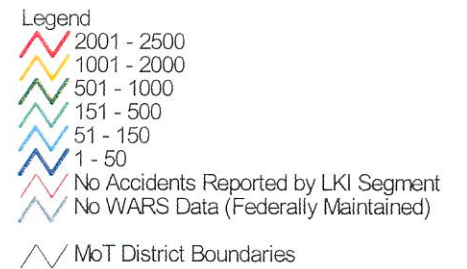 Legend
2001 - 2500
1001 - 2000
501 - 1000
151 - 500
51 - 150
1 - 50
No Accidents Reported by LKI Segment
No WARS Data (Federally Maintained)
MoT District Boundaries